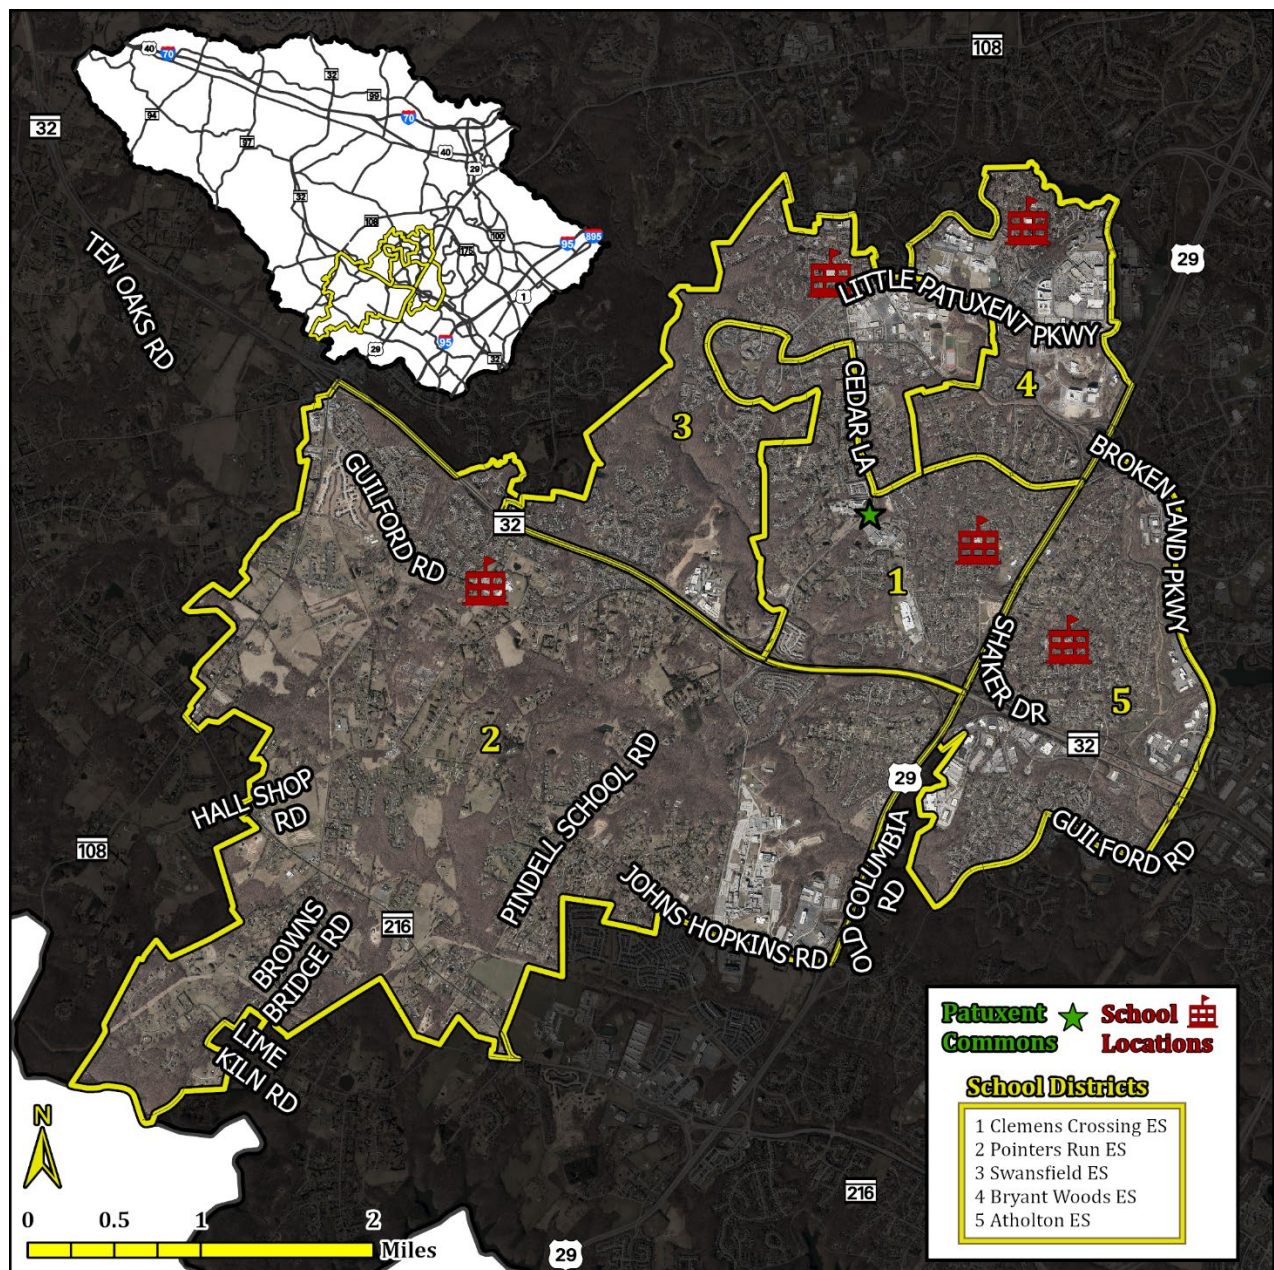 108
40
70
32
99
94
70
97
40
29
32
108
100
175
95
895
1
29
95
32
32
TEN OAKS RD
29
LITTLE PATUXENT PKWY
CEDAR LA
4
3
BROKEN LAND PKWY
GUILFORD RD
32
1
SHAKER DR
5
2
32
PINDELL SCHOOL RD
29
HALL SHOP
RD
OLD COLUMBIA
RD
GUILFORD RD
108
JOHNS HOPKINS RD
216
BROWNS
BRIDGE RD
LIME
KILN RD
Patuxent
Commons
School
Locations
School Districts
1 Clemens Crossing ES
2 Pointers Run ES
3 Swansfield ES
4 Bryant Woods ES
5 Atholton ES
N
216
0 0.5 1 2
Miles
29